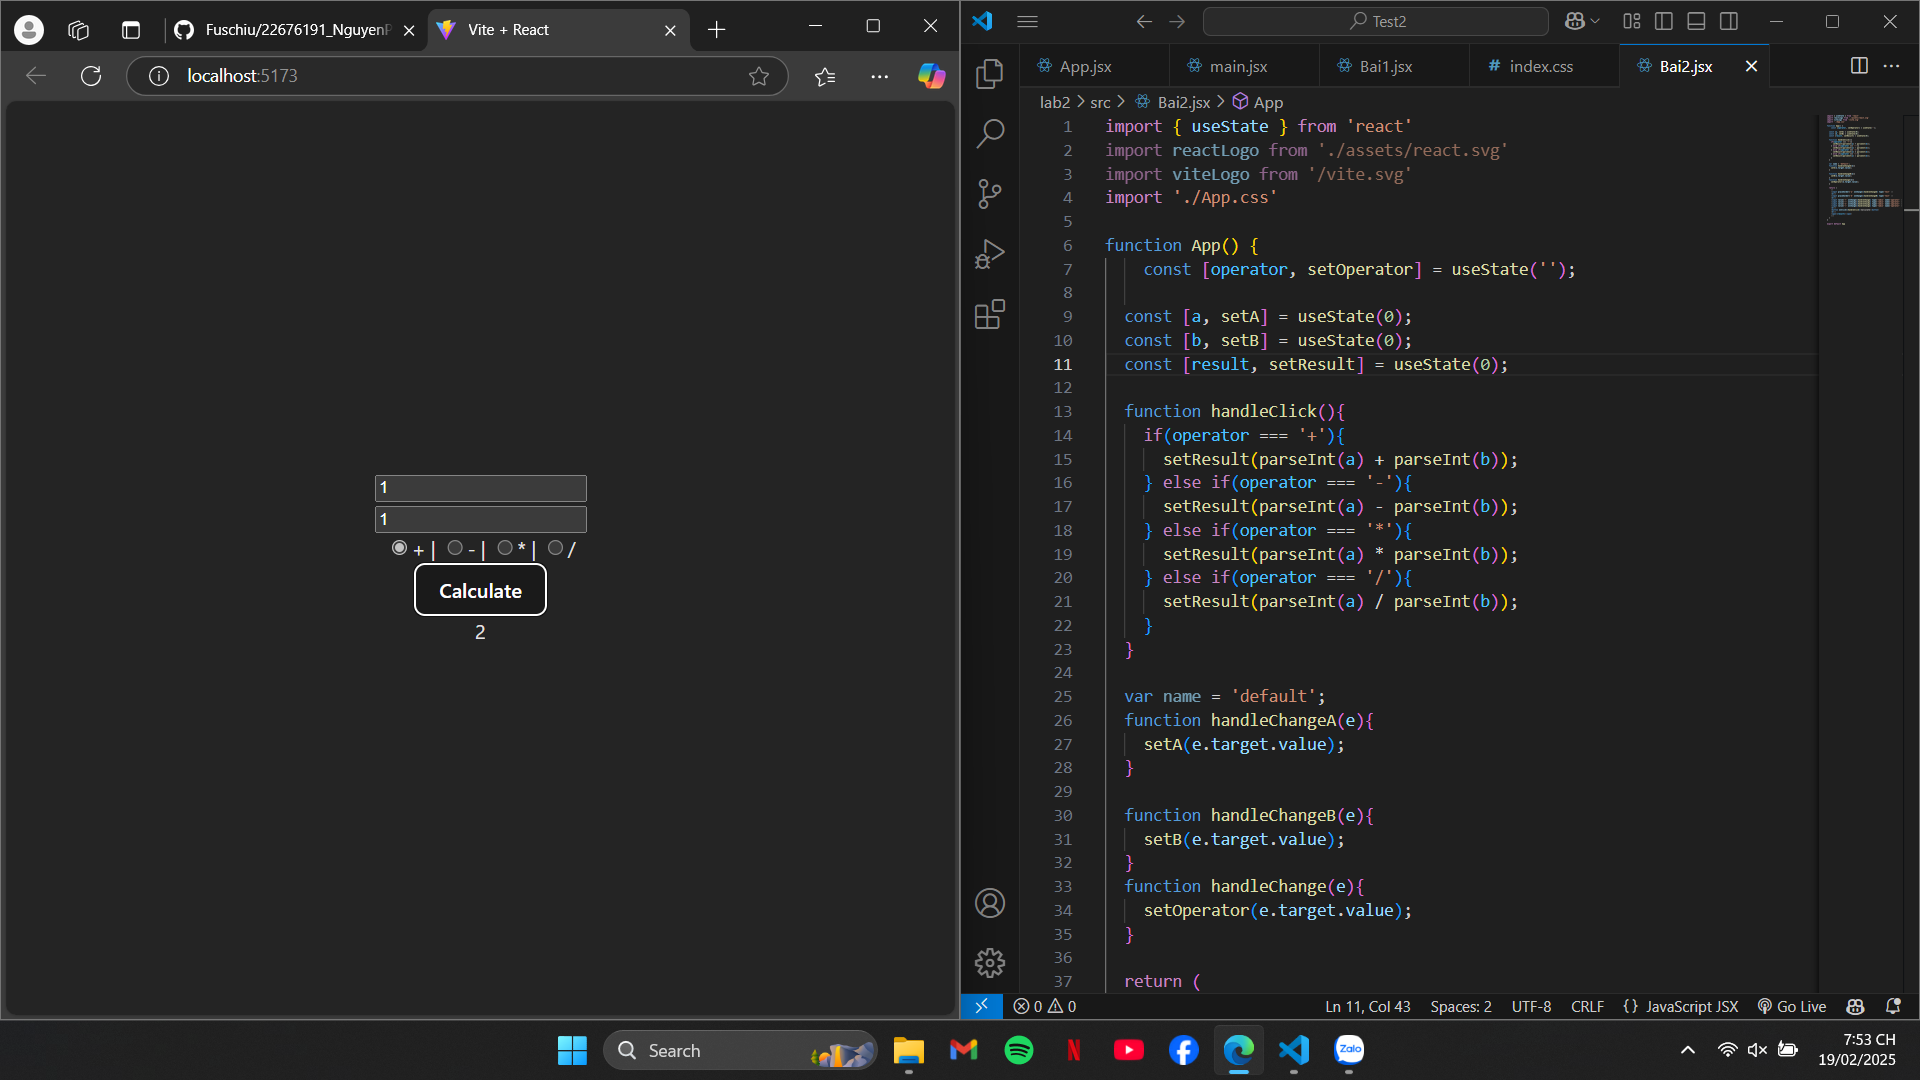 Fuschiu/22676191_NguyenP
Vite + React
localhost:5173
1
1
+ | - | * | /
Calculate
2
Test2
App.jsx
main.jsx
Bai1.jsx
# index.css
Bai2.jsx
lab2 > src > Bai2.jsx > App
1 import { useState } from 'react'
2 import reactLogo from './assets/react.svg'
3 import viteLogo from '/vite.svg'
4 import './App.css'
5
6 function App() {
7 const [operator, setOperator] = useState('');
8
9 const [a, setA] = useState(0);
10 const [b, setB] = useState(0);
11 const [result, setResult] = useState(0);
12
13 function handleClick(){
14 if(operator === '+'){
15 setResult(parseInt(a) + parseInt(b));
16 } else if(operator === '-'){
17 setResult(parseInt(a) - parseInt(b));
18 } else if(operator === '*'){
19 setResult(parseInt(a) * parseInt(b));
20 } else if(operator === '/'){
21 setResult(parseInt(a) / parseInt(b));
22 }
23 }
24
25 var name = 'default';
26 function handleChangeA(e){
27 setA(e.target.value);
28 }
29
30 function handleChangeB(e){
31 setB(e.target.value);
32 }
33 function handleChange(e){
34 setOperator(e.target.value);
35 }
36
37 return (
0 0
Ln 11, Col 43
Spaces: 2
UTF-8
CRLF
{ } JavaScript JSX
Go Live
Search
Zalo
7:53 CH
19/02/2025